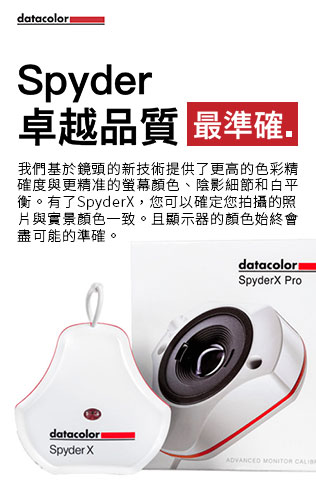 datacolor
Spyder
卓越品質 最準確.
我們基於鏡頭的新技術提供了更高的色彩精
確度與更精准的螢幕顏色、陰影細節和白平
衡。有了SpyderX，您可以確定您拍攝的照
片與實景顏色一致。且顯示器的顏色始終會
盡可能的準確。
datacolor
SpyderX Pro
datacolor
Spyder X
ADVANCED MONITOR CALIB